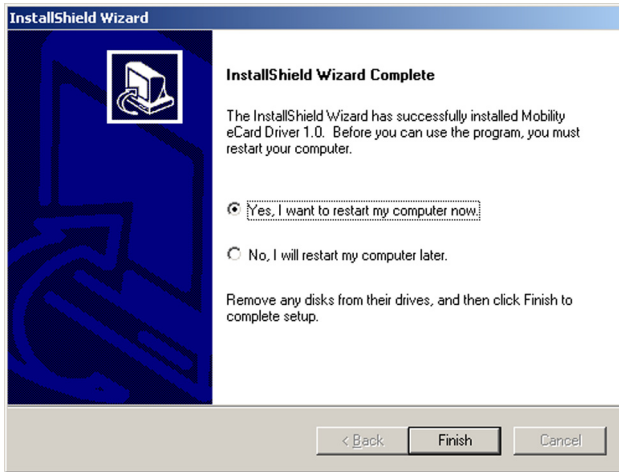 InstallShield Wizard
InstallShield Wizard Complete
The InstallShield Wizard has successfully installed Mobility
eCard Driver 1.0.  Before you can use the program, you must
restart your computer.
Yes, I want to restart my computer now.
No, I will restart my computer later.
Remove any disks from their drives, and then click Finish to
complete setup.
< Back
Finish
Cancel